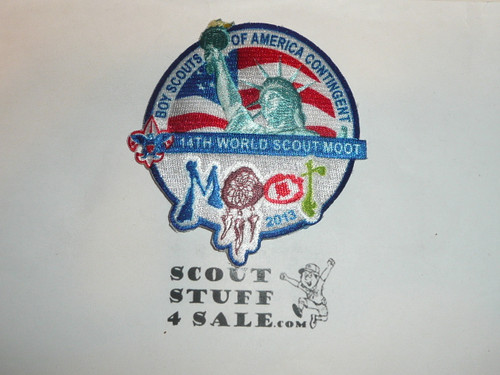 BOY SCOUTS OF AMERICA CONTINGENT
14TH WORLD SCOUT MOOT
MOOT
2013
SCOUT
STUFF
4 SALE.COM